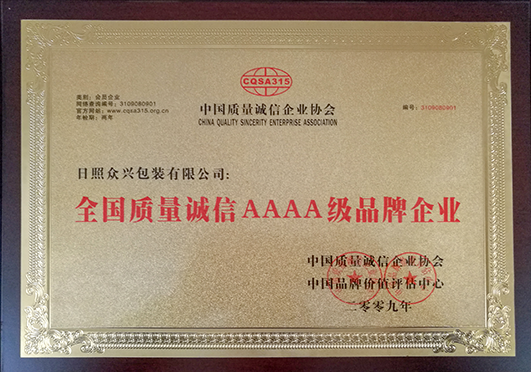 CQSA315
类别：会员企业
网络查询编号：3109080901
官方网站：www.cqsa315.org.cn
年检期：两年
中国质量诚信企业协会
CHINA QUALITY SINCERITY ENTERPRISE ASSOCIATION
编号：3109080901
日照众兴包装有限公司：
全国质量诚信AAAA级品牌企业
中国质量诚信企业协会
中国品牌价值评估中心
二零零九年